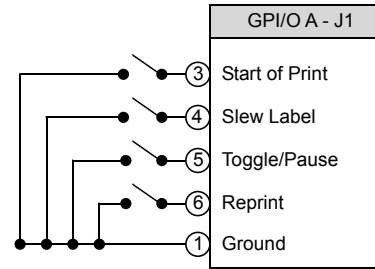 GPI/O A - J1
3 Start of Print
4 Slew Label
5 Toggle/Pause
6 Reprint
1 Ground